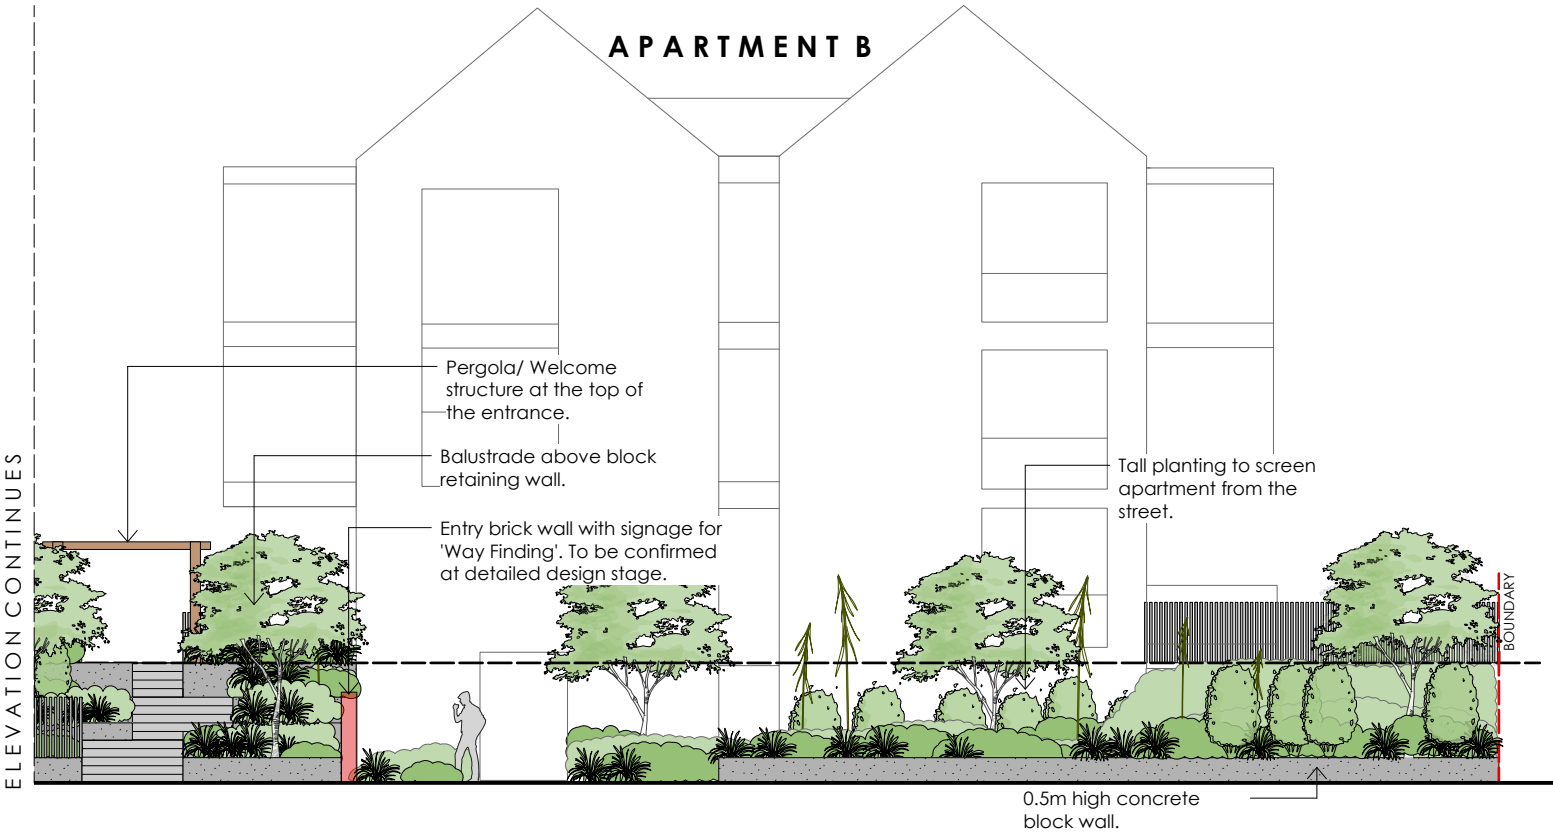 APARTMENT B
Pergola/ Welcome
structure at the top of
the entrance.
Balustrade above block
retaining wall.
Entry brick wall with signage for
'Way Finding'. To be confirmed
at detailed design stage.
Tall planting to screen
apartment from the
street.
ELEVATION CONTINUES
BOUNDARY
0.5m high concrete
block wall.